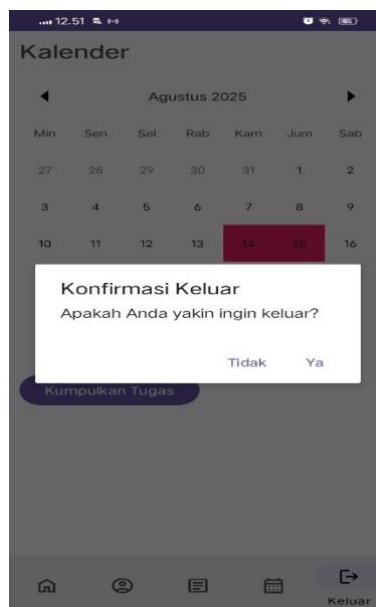 12.51
Kalender
Agustus 2025
Min Sen Sel Rab Kam Jum Sab
27 28 29 30 31 1 2
3 4 5 6 7 8 9
10 11 12 13 14 15 16
Konfirmasi Keluar
Apakah Anda yakin ingin keluar?
Tidak Ya
Kumpulkan Tugas
Keluar